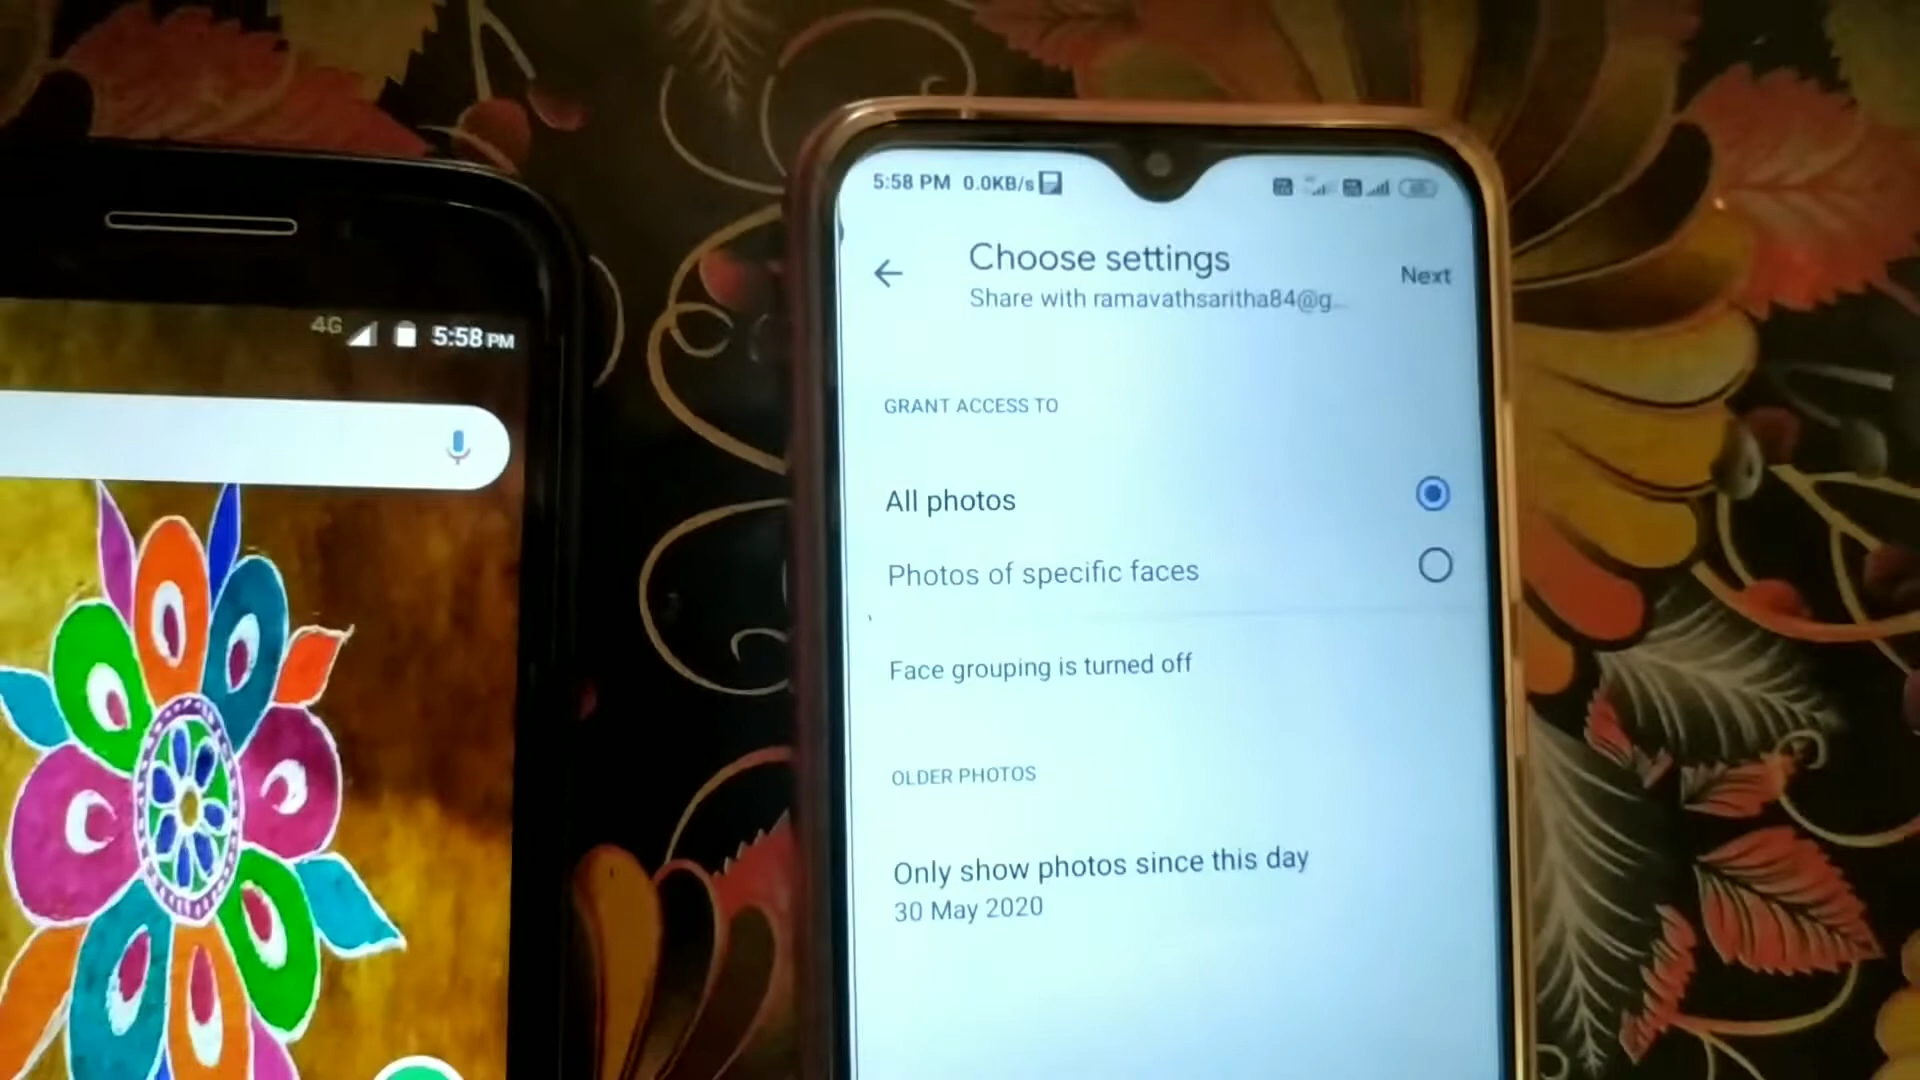 4G 5:58 PM
5:58 PM 0.0KB/s
Choose settings
Share with ramavathsaritha84@g...
Next
GRANT ACCESS TO
All photos
Photos of specific faces
Face grouping is turned off
OLDER PHOTOS
Only show photos since this day
30 May 2020